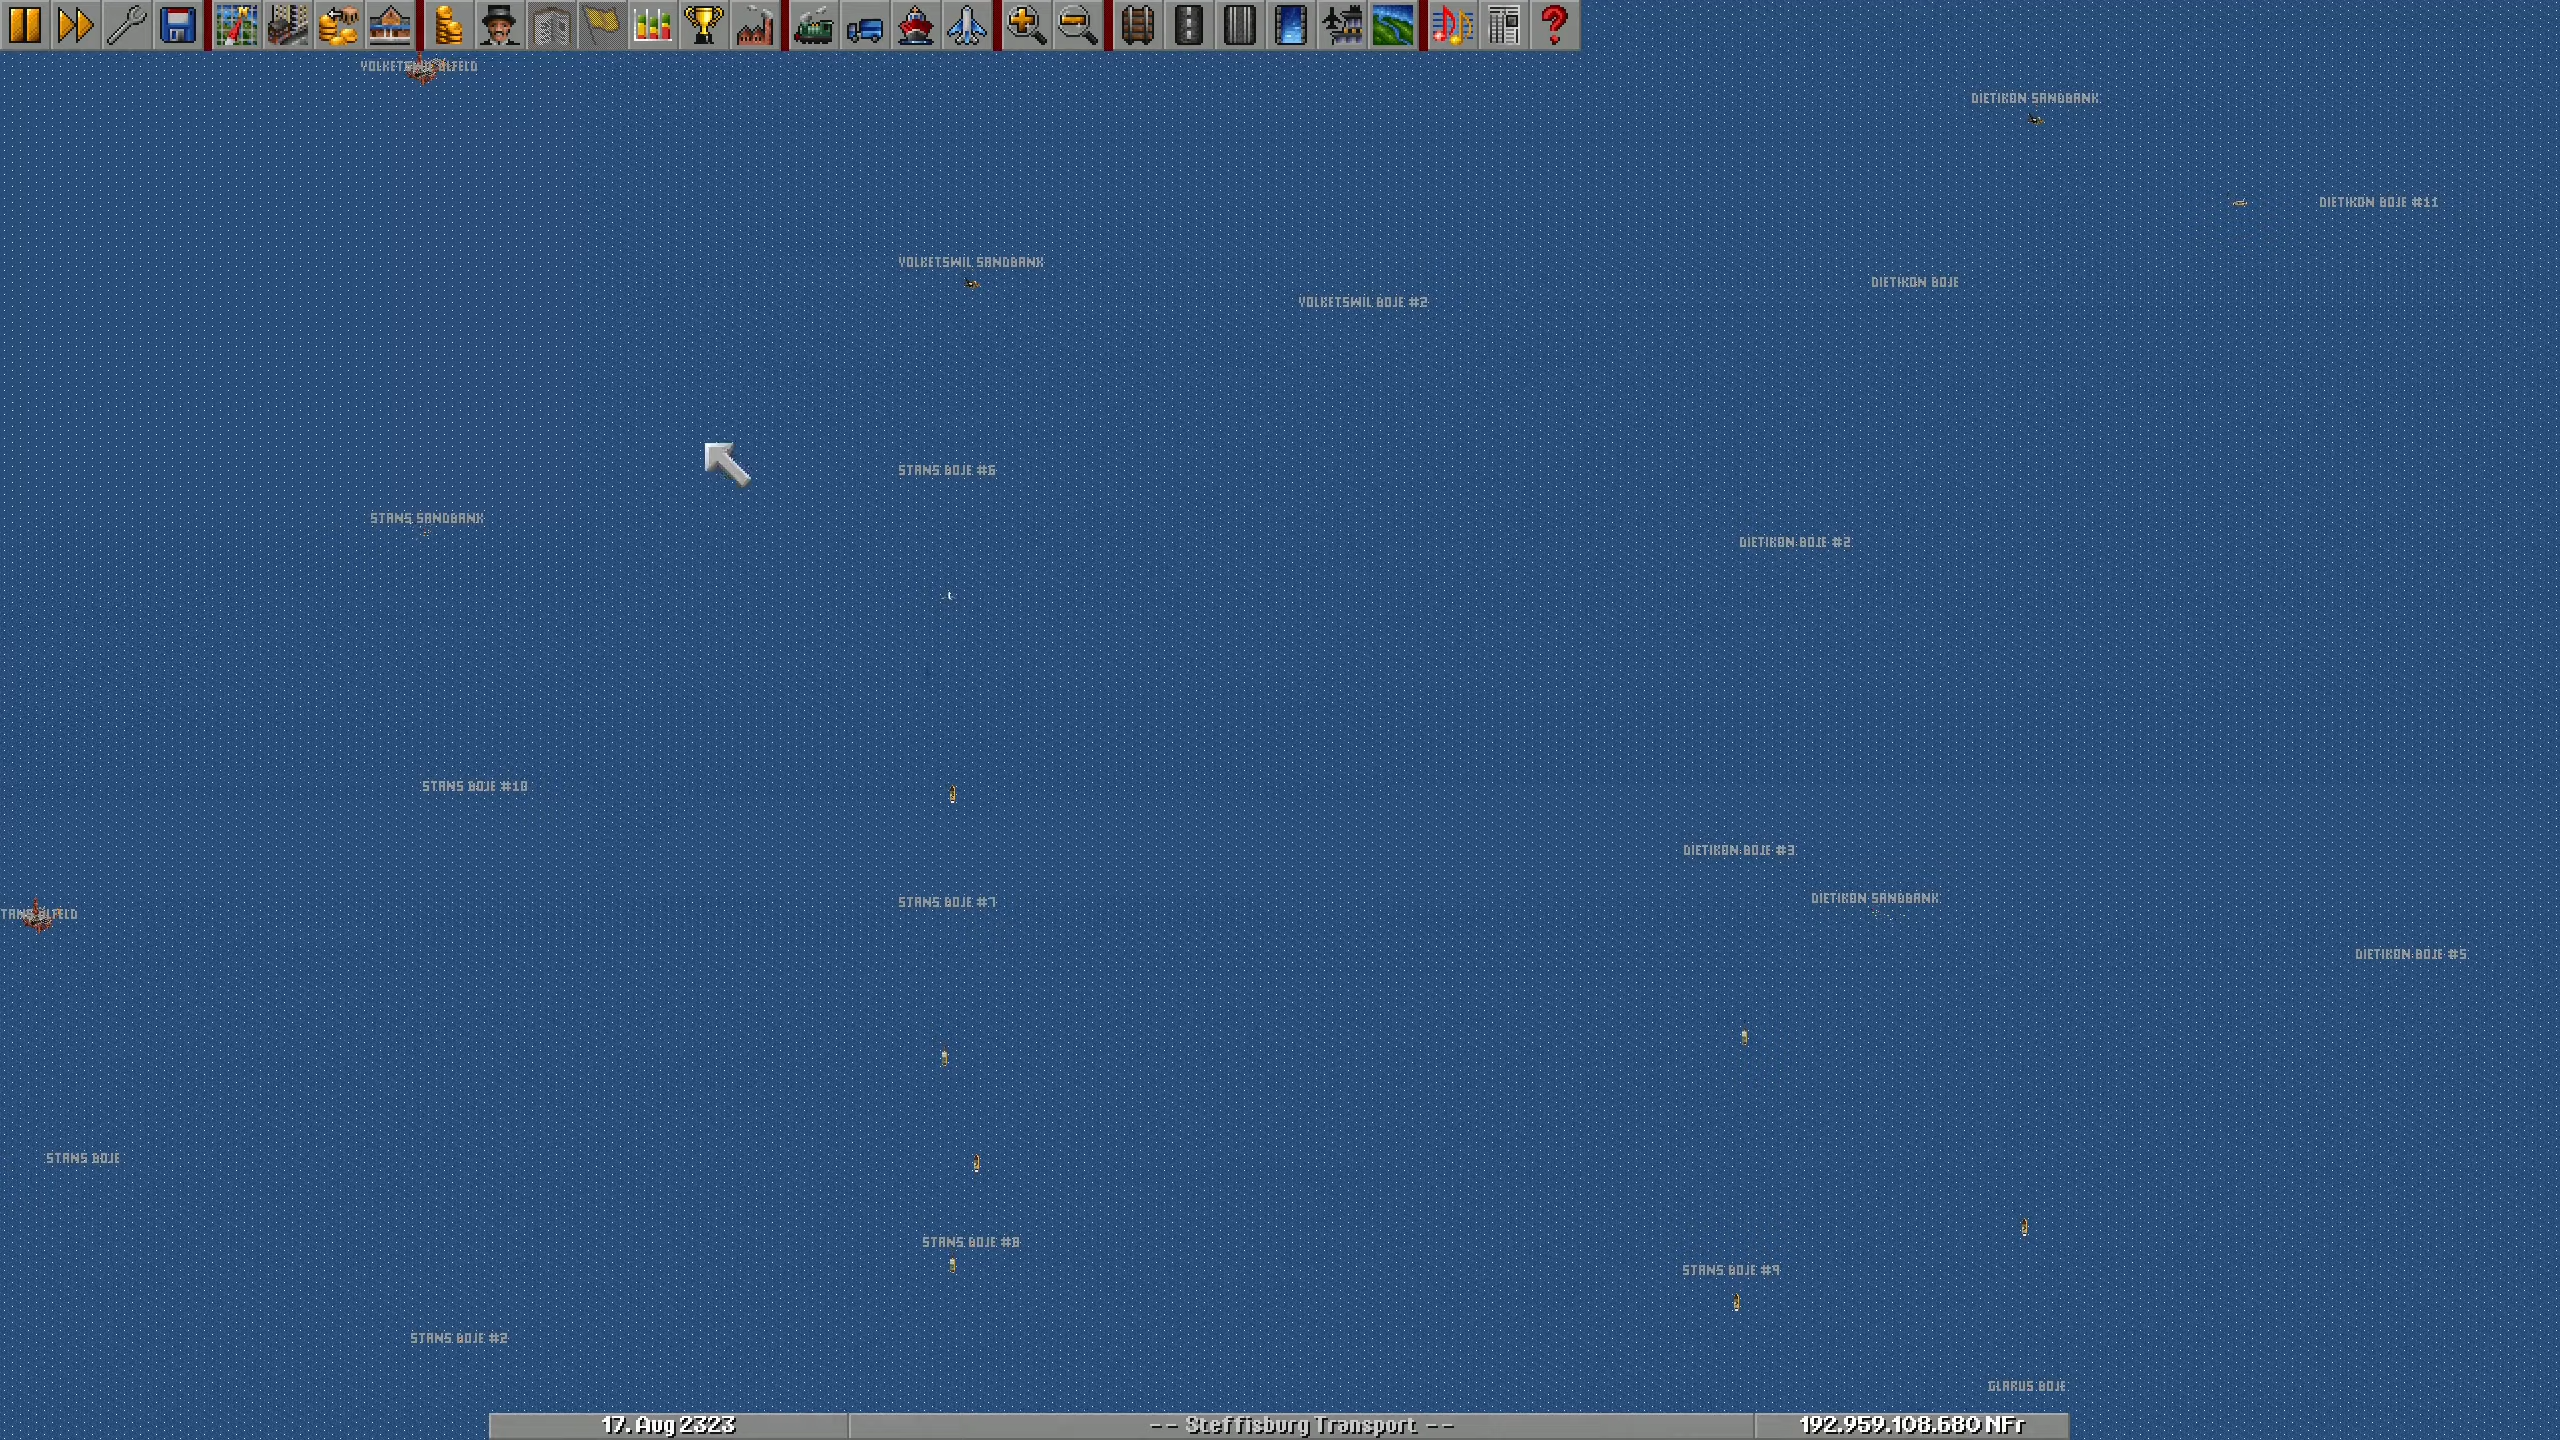 VOLKETSWIL ÖLFELD
DIETIKON SANDBANK
DIETIKON BOJE #11
VOLKETSWIL SANDBANK
DIETIKON BOJE
VOLKETSWIL BOJE #2
STANS BOJE #6
STANS SANDBANK
DIETIKON BOJE #2
STANS BOJE #10
DIETIKON BOJE #3
DIETIKON SANDBANK
STANS BOJE #7
TANS ÖLFELD
DIETIKON BOJE #5
STANS BOJE
STANS BOJE #8
STANS BOJE #9
STANS BOJE #2
GLARUS BOJE
17. Aug 2323
-- Steffisburg Transport --
192.959.108.680 NFr